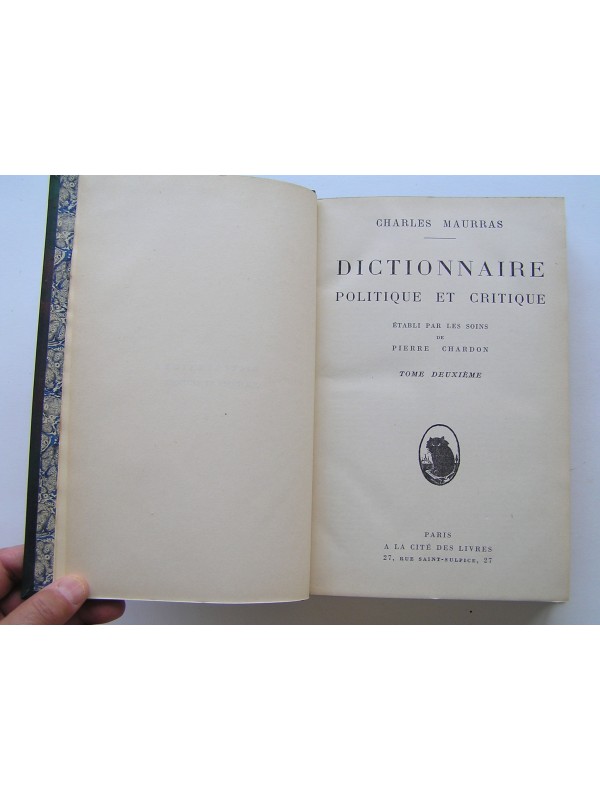 CHARLES MAURRAS
DICTIONNAIRE
POLITIQUE ET CRITIQUE
ÉTABLI PAR LES SOINS
DE
PIERRE CHARDON
TOME DEUXIÈME
PARIS
A LA CITÉ DES LIVRES
27, RUE SAINT-SULPICE, 27